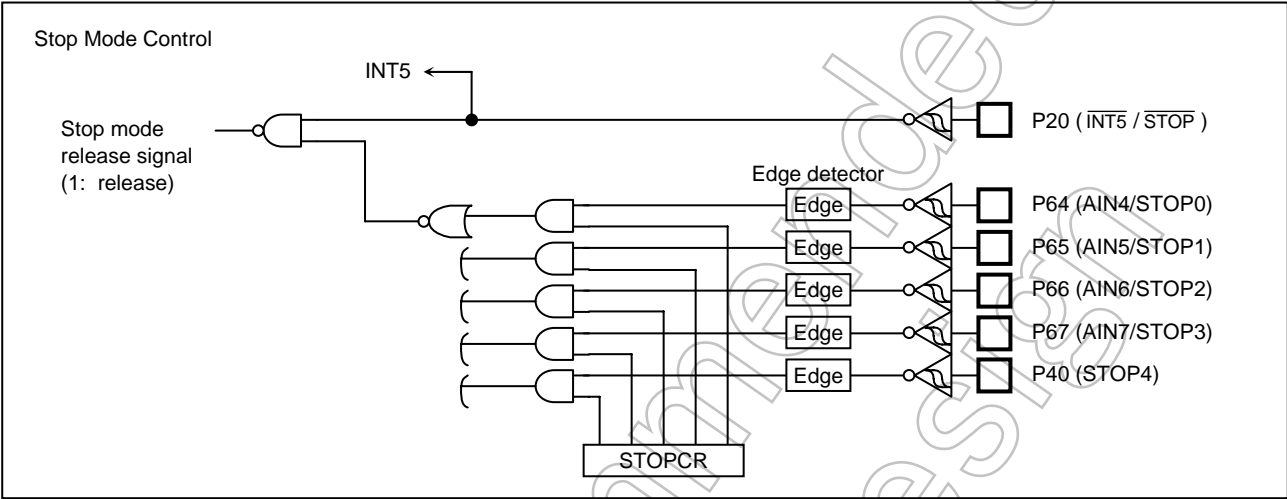 Stop Mode Control
INT5
Stop mode
release signal
(1: release)
P20 ( INT5 / STOP )
Edge detector
Edge
P64 (AIN4/STOP0)
Edge
P65 (AIN5/STOP1)
Edge
P66 (AIN6/STOP2)
Edge
P67 (AIN7/STOP3)
Edge
P40 (STOP4)
STOPCR